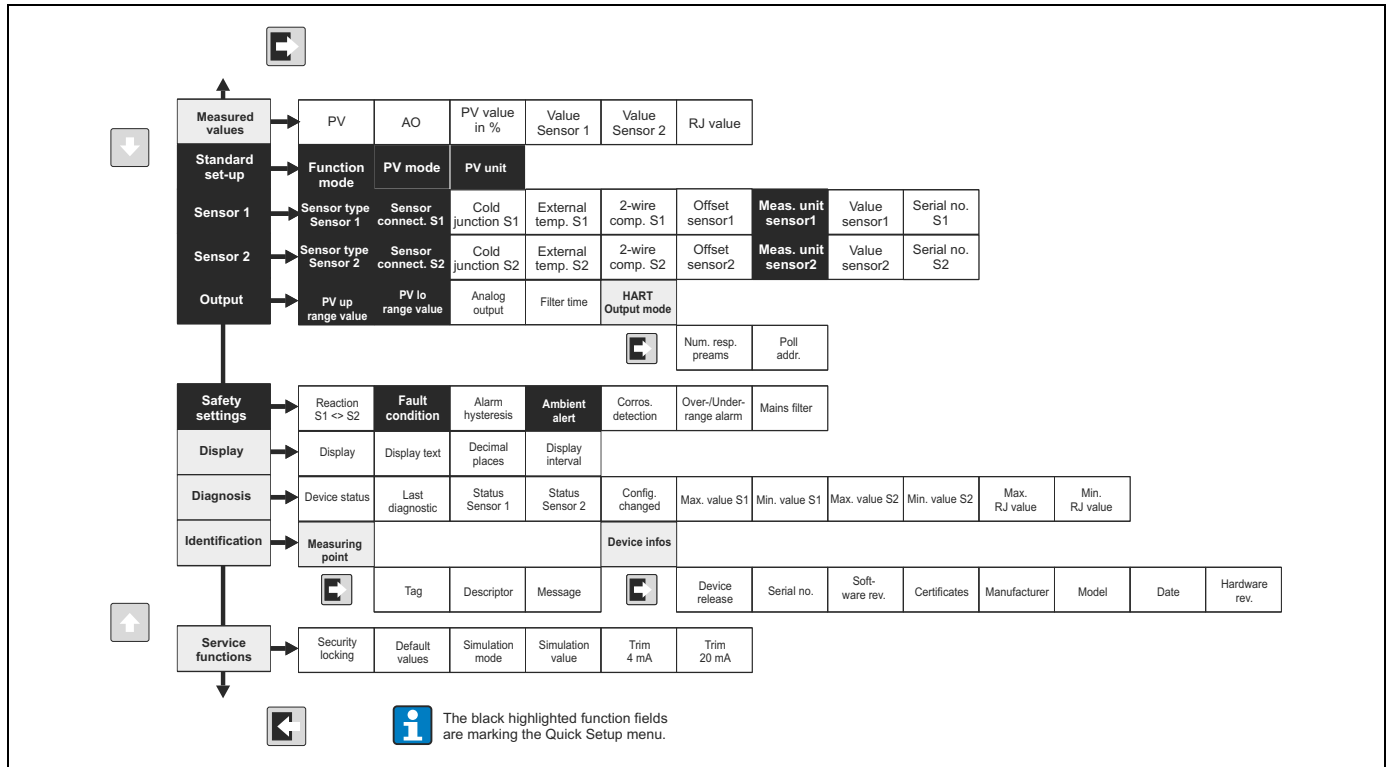 Measured
values
PV
AO
PV value
in %
Value
Sensor 1
Value
Sensor 2
RJ value
Standard
set-up
Function
mode
PV mode
PV unit
Sensor 1
Sensor type
Sensor 1
Sensor
connect. S1
Cold
junction S1
External
temp. S1
2-wire
comp. S1
Offset
sensor1
Meas. unit
sensor1
Value
sensor1
Serial no.
S1
Sensor 2
Sensor type
Sensor 2
Sensor
connect. S2
Cold
junction S2
External
temp. S2
2-wire
comp. S2
Offset
sensor2
Meas. unit
sensor2
Value
sensor2
Serial no.
S2
Output
PV up
range value
PV lo
range value
Analog
output
Filter time
HART
Output mode
Num. resp.
preams
Poll
addr.
Safety
settings
Reaction
S1 <> S2
Fault
condition
Alarm
hysteresis
Ambient
alert
Corros.
detection
Over-/Under-
range alarm
Mains filter
Display
Display
Display text
Decimal
places
Display
interval
Diagnosis
Device status
Last
diagnostic
Status
Sensor 1
Status
Sensor 2
Config.
changed
Max. value S1
Min. value S1
Max. value S2
Min. value S2
Max.
RJ value
Min.
RJ value
Identification
Measuring
point
Device infos
Tag
Descriptor
Message
Device
release
Serial no.
Soft-
ware rev.
Certificates
Manufacturer
Model
Date
Hardware
rev.
Service
functions
Security
locking
Default
values
Simulation
mode
Simulation
value
Trim
4 mA
Trim
20 mA
The black highlighted function fields
are marking the Quick Setup menu.